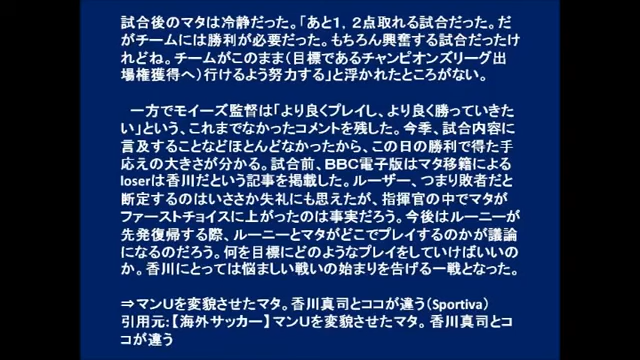 試合後のマタは冷静だった。「あと１，２点取れる試合だった。だ
がチームには勝利が必要だった。もちろん興奮する試合だったけ
れどね。チームがこのまま（目標であるチャンピオンズリーグ出
場権獲得へ）行けるよう努力する」と浮かれたところがない。
一方でモイーズ監督は「より良くプレイし、より良く勝っていきた
い」という、これまでなかったコメントを残した。今季、試合内容に
言及することなどほとんどなかったから、この日の勝利で得た手
応えの大きさが分かる。試合前、ＢＢＣ電子版はマタ移籍による
loserは香川だという記事を掲載した。ルーザー、つまり敗者だと
断定するのはいささか失礼にも思えたが、指揮官の中でマタが
ファーストチョイスに上がったのは事実だろう。今後はルーニーが
先発復帰する際、ルーニーとマタがどこでプレイするのかが議論
になるのだろう。何を目標にどのようなプレイをしていけばいいの
か。香川にとっては悩ましい戦いの始まりを告げる一戦となった。
⇒マンＵを変貌させたマタ。香川真司とココが違う（Sportiva）
引用元：【海外サッカー】マンＵを変貌させたマタ。香川真司とコ
コが違う